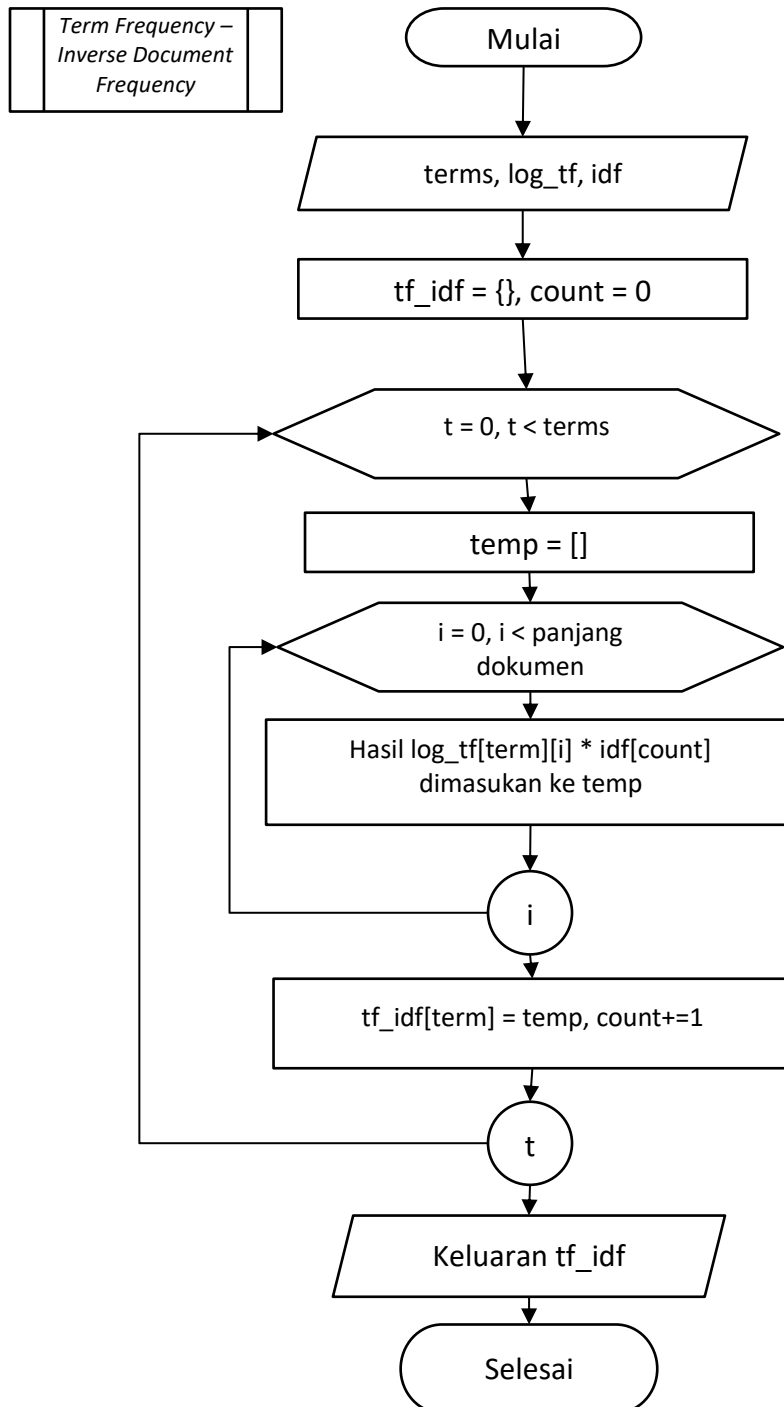 Term Frequency –
Inverse Document
Frequency
Mulai
terms, log_tf, idf
tf_idf = {}, count = 0
t = 0, t < terms
temp = []
i = 0, i < panjang
dokumen
Hasil log_tf[term][i] * idf[count]
dimasukan ke temp
i
tf_idf[term] = temp, count+=1
t
Keluaran tf_idf
Selesai